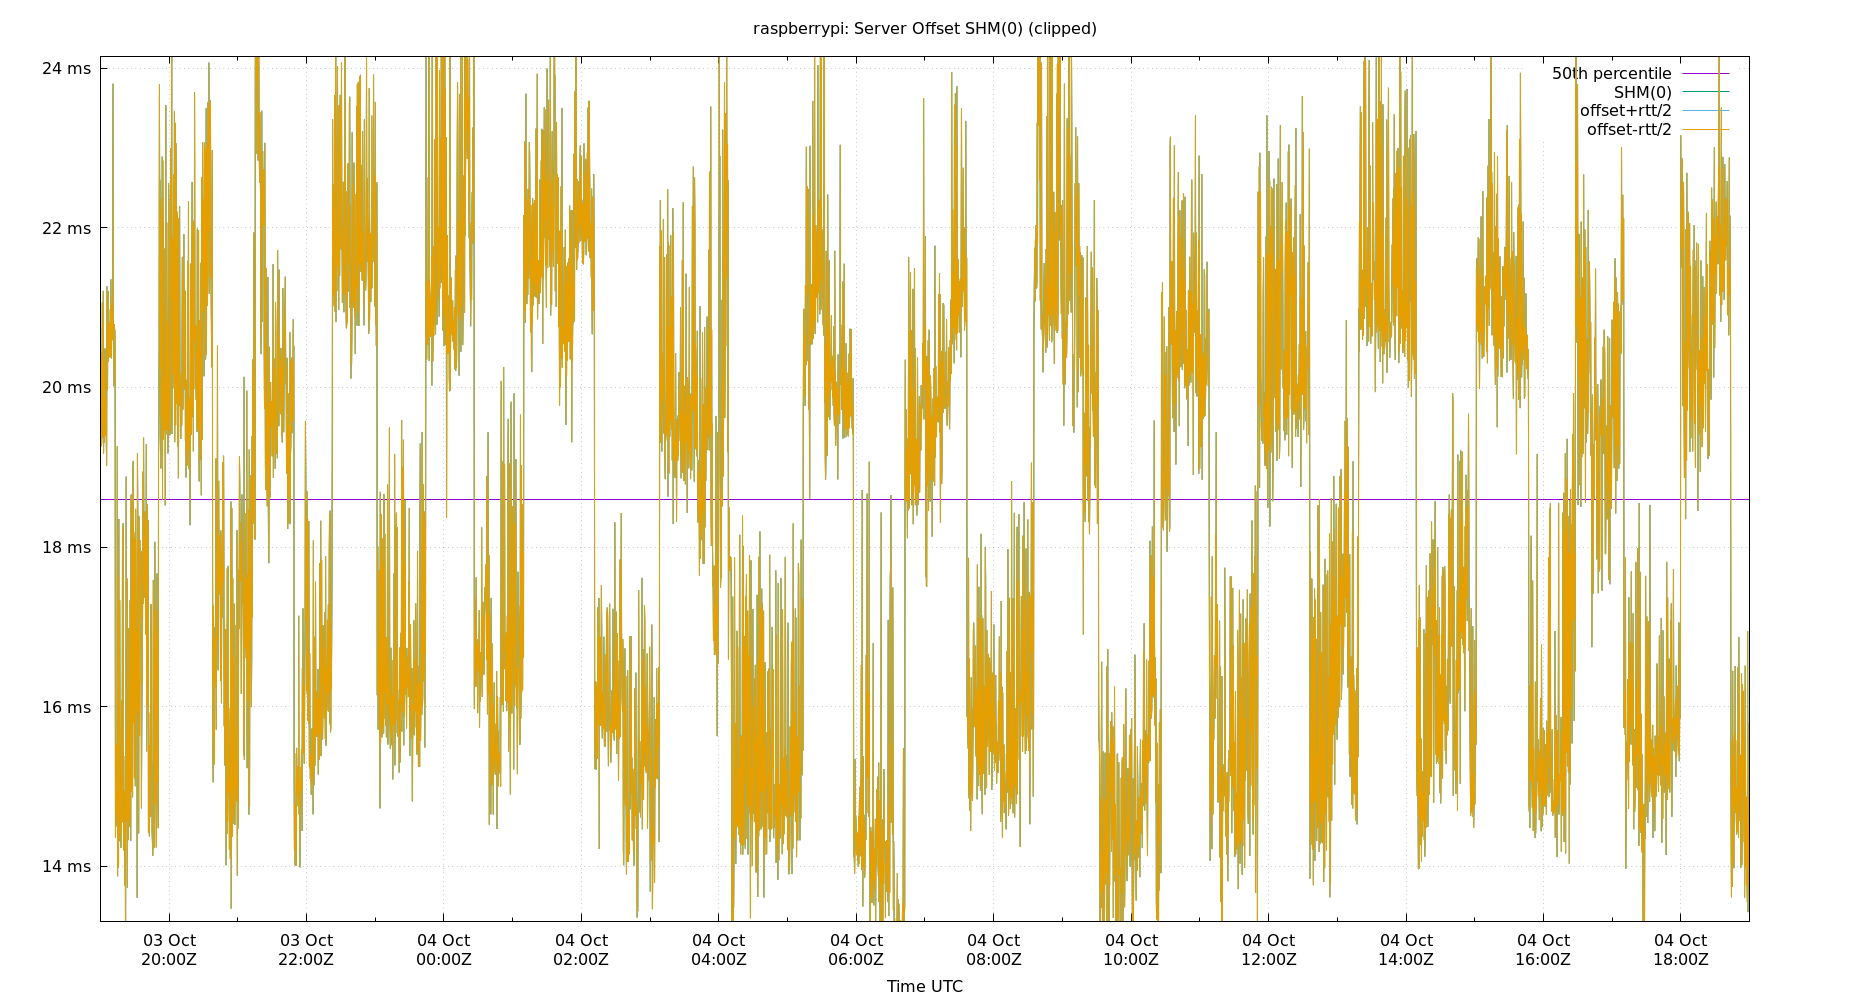 raspberrypi: Server Offset SHM(0) (clipped)
24 ms
22 ms
20 ms
18 ms
16 ms
14 ms
50th percentile
SHM(0)
offset+rtt/2
offset-rtt/2
03 Oct 03 Oct 04 Oct 04 Oct 04 Oct 04 Oct 04 Oct 04 Oct 04 Oct 04 Oct 04 Oct 04 Oct
20:00Z 22:00Z 00:00Z 02:00Z 04:00Z 06:00Z 08:00Z 10:00Z 12:00Z 14:00Z 16:00Z 18:00Z
Time UTC